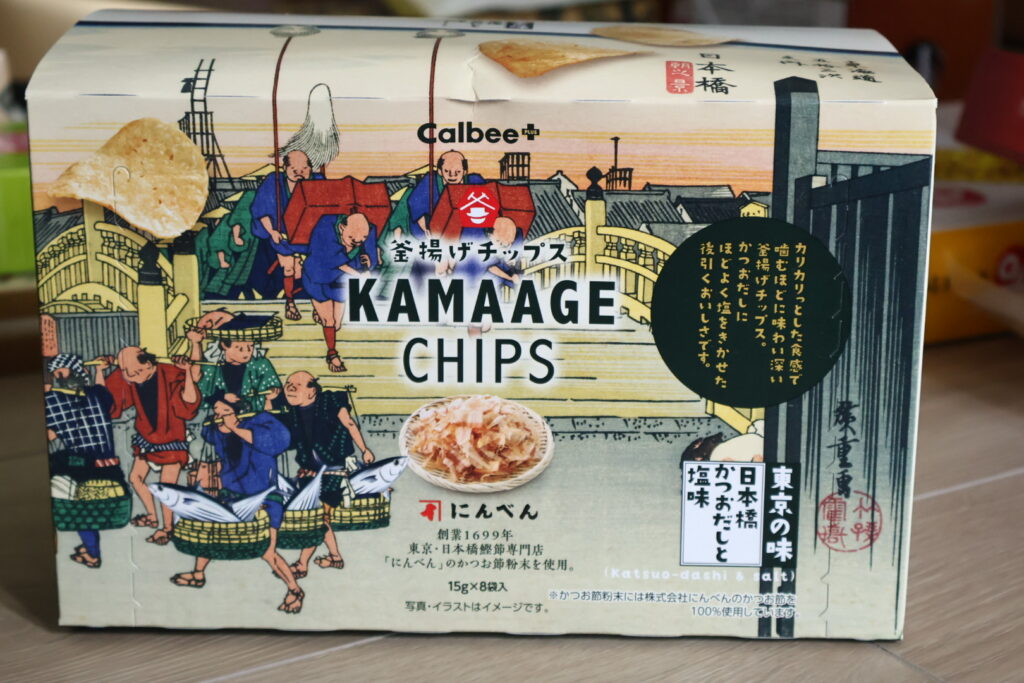 日本橋
朝之景
Calbee+
PLUS
釜揚げチップス
KAMAAGE
CHIPS
カリカリっとした食感で
噛むほどに味わい深い
釜揚げチップス。
かつおだしに
ほどよく塩をきかせた
後引くおいしさです。
にんべん
創業1699年
東京・日本橋鰹節専門店
「にんべん」のかつお節粉末を使用。
15g×8袋入
写真・イラストはイメージです。
東京の味
日本橋
かつおだしと
塩味
(Katsuo-dashi & salt)
※かつお節粉末には株式会社にんべんのかつお節を
100%使用しています。
廣重畫